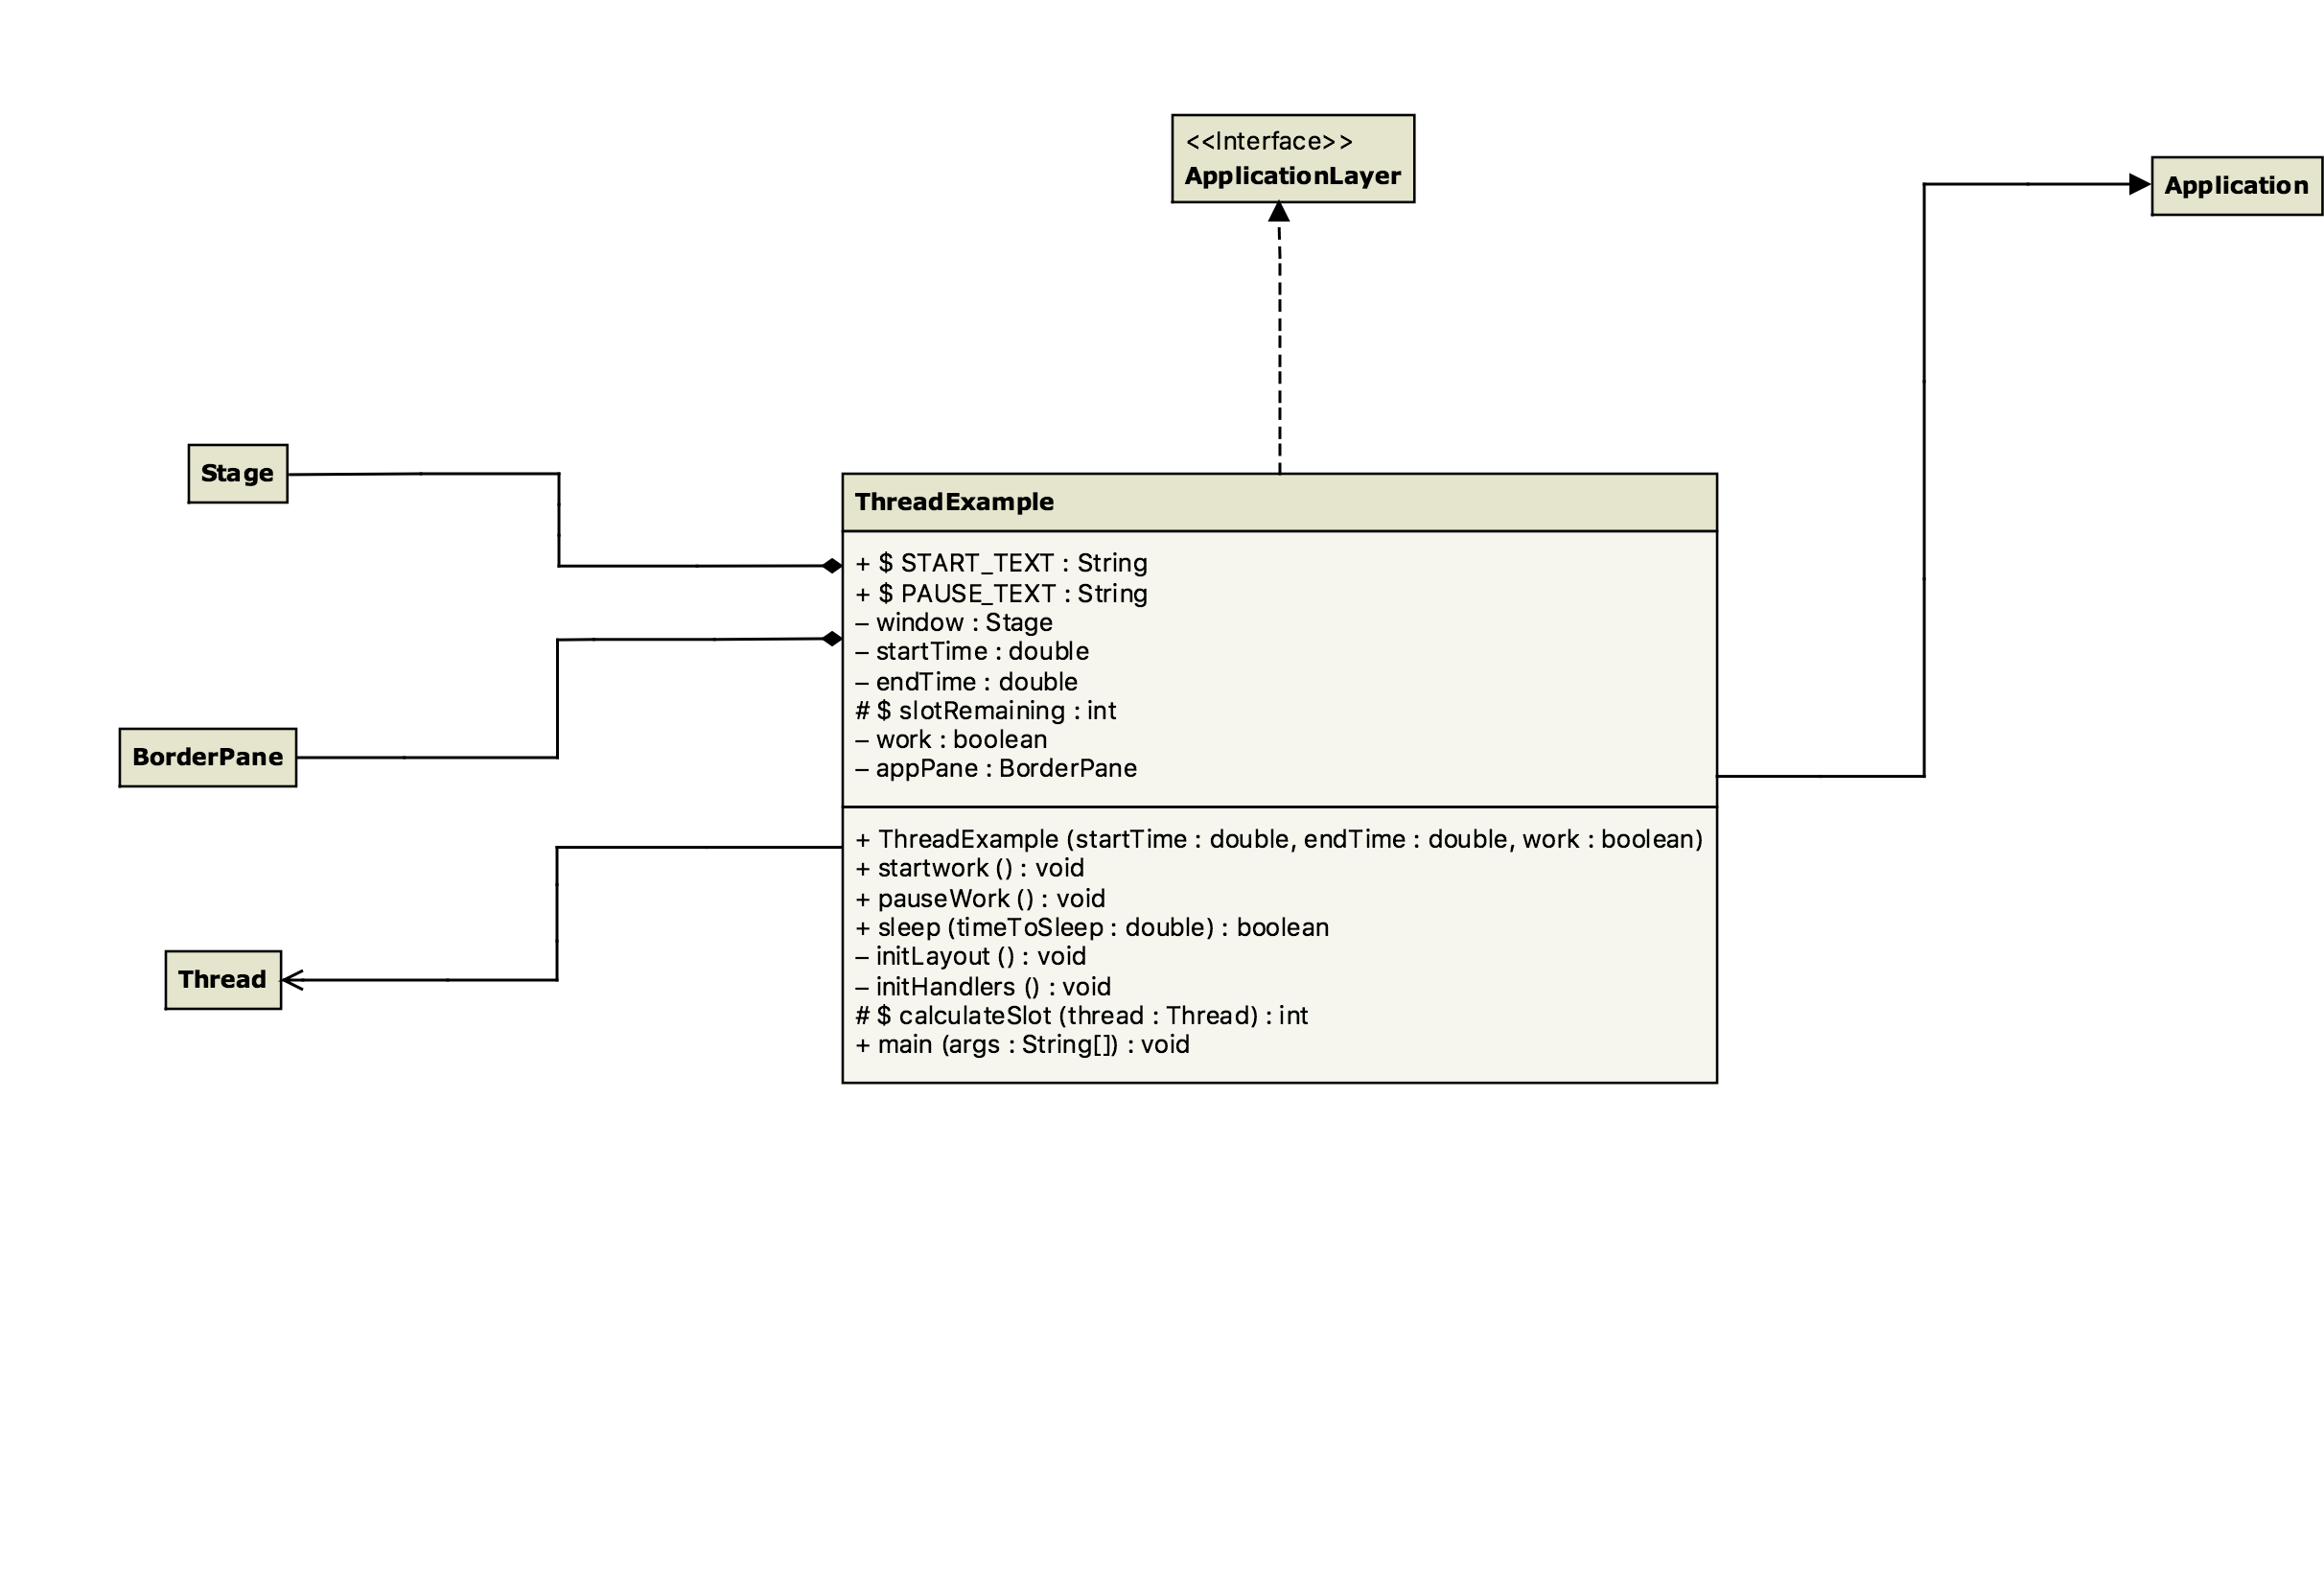 <<Interface>>
ApplicationLayer
Application
Stage
BorderPane
Thread
ThreadExample
+ $ START_TEXT : String
+ $ PAUSE_TEXT : String
– window : Stage
– startTime : double
– endTime : double
# $ slotRemaining : int
– work : boolean
– appPane : BorderPane
+ ThreadExample (startTime : double, endTime : double, work : boolean)
+ startwork () : void
+ pauseWork () : void
+ sleep (timeToSleep : double) : boolean
– initLayout () : void
– initHandlers () : void
# $ calculateSlot (thread : Thread) : int
+ main (args : String[]) : void